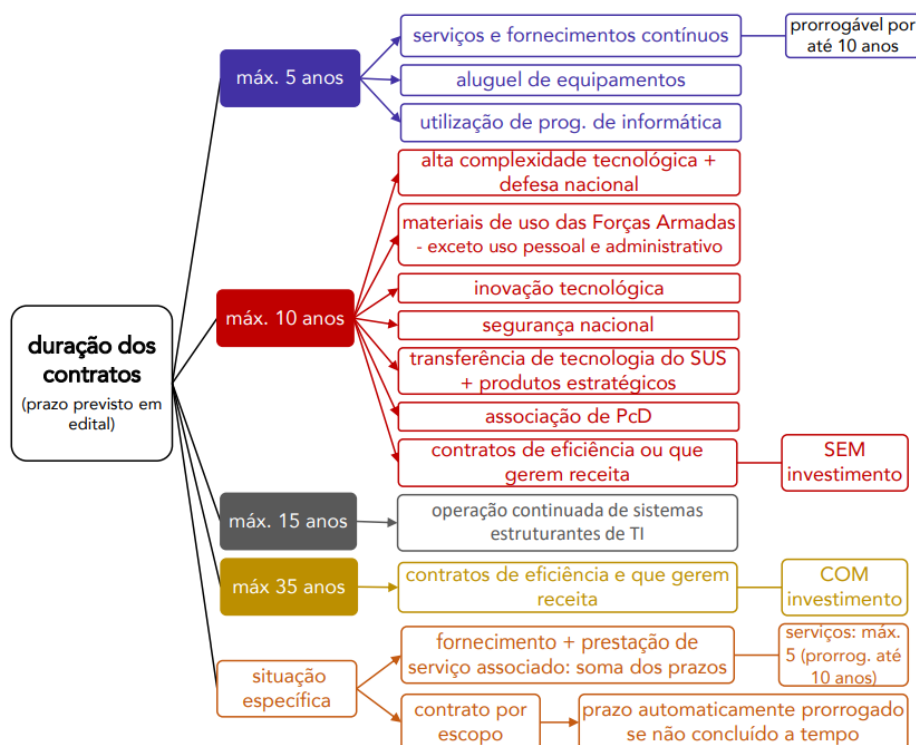 duração dos
contratos
(prazo previsto em
edital)
máx. 5 anos
serviços e fornecimentos contínuos
prorrogável por
até 10 anos
aluguel de equipamentos
utilização de prog. de informática
máx. 10 anos
alta complexidade tecnológica +
defesa nacional
materiais de uso das Forças Armadas
- exceto uso pessoal e administrativo
inovação tecnológica
segurança nacional
transferência de tecnologia do SUS
+ produtos estratégicos
associação de PcD
contratos de eficiência ou que
gerem receita
SEM
investimento
máx. 15 anos
operação continuada de sistemas
estruturantes de TI
máx 35 anos
contratos de eficiência e que gerem
receita
COM
investimento
situação
específica
fornecimento + prestação de
serviço associado: soma dos prazos
serviços: máx.
5 (prorrog. até
10 anos)
contrato por
escopo
prazo automaticamente prorrogado
se não concluído a tempo